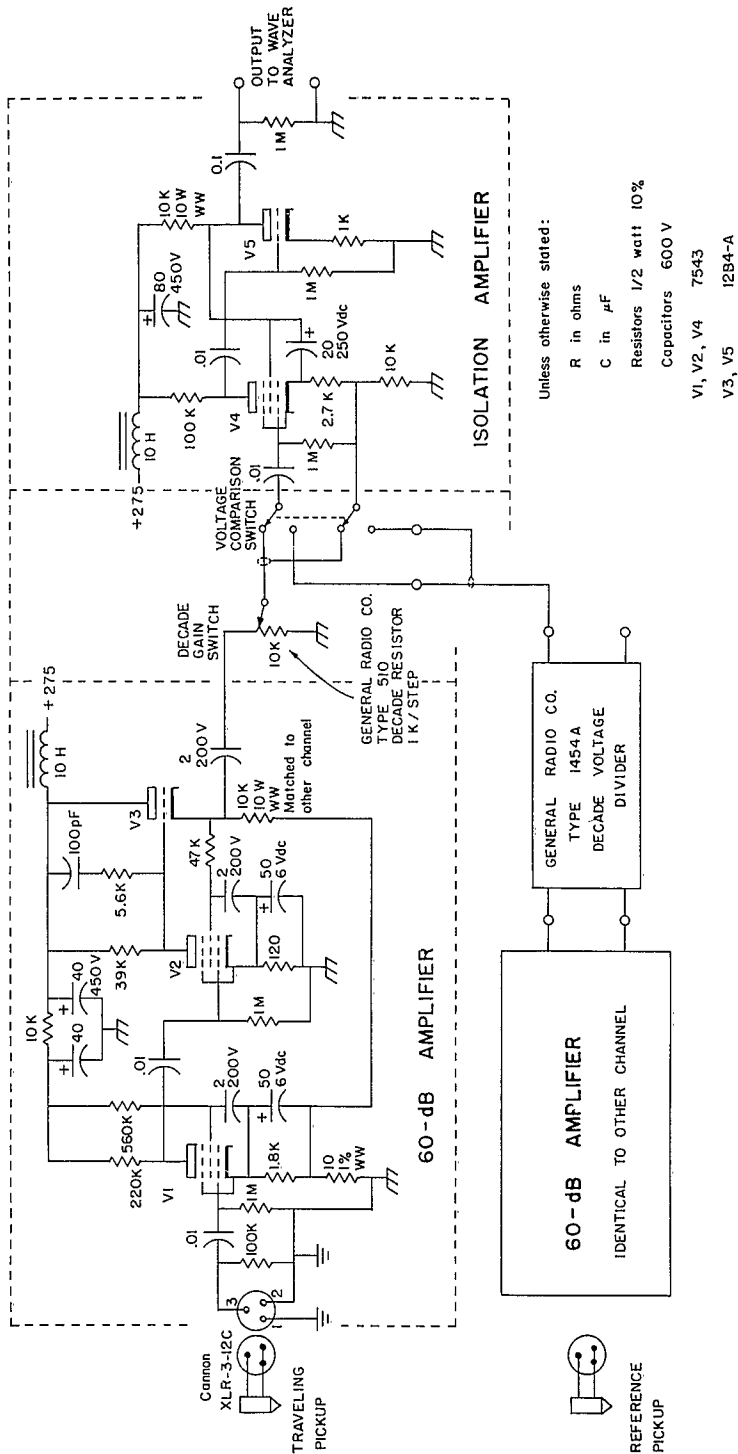 Cannon
XLR-3-12C
TRAVELING
PICKUP
3
2
1
.01
100K
1M
V1
220K
560K
2
200V
50
6 Vdc
+
1.8K
10
1%
WW
10K
+
40
+
40
450V
.01
1M
V2
39K
5.6K
100pF
120
2
200V
50
6 Vdc
+
47K
V3
10H
+275
10K
10W
WW
Matched to
other channel
2
200V
60-dB AMPLIFIER
DECADE
GAIN
SWITCH
10K
GENERAL RADIO CO.
TYPE 510
DECADE RESISTOR
1K/STEP
VOLTAGE
COMPARISON
SWITCH
.01
1M
+275
10H
100K
V4
2.7K
10K
.01
20
250Vdc
+
+
80
450V
10K
10W
WW
V5
1M
1K
0.1
1M
OUTPUT
TO WAVE
ANALYZER
ISOLATION AMPLIFIER
REFERENCE
PICKUP
60-dB AMPLIFIER
IDENTICAL TO OTHER CHANNEL
GENERAL RADIO CO.
TYPE 1454A
DECADE VOLTAGE
DIVIDER
Unless otherwise stated:
R in ohms
C in µF
Resistors 1/2 watt 10%
Capacitors 600V
V1, V2, V4 7543
V3, V5 12B4-A